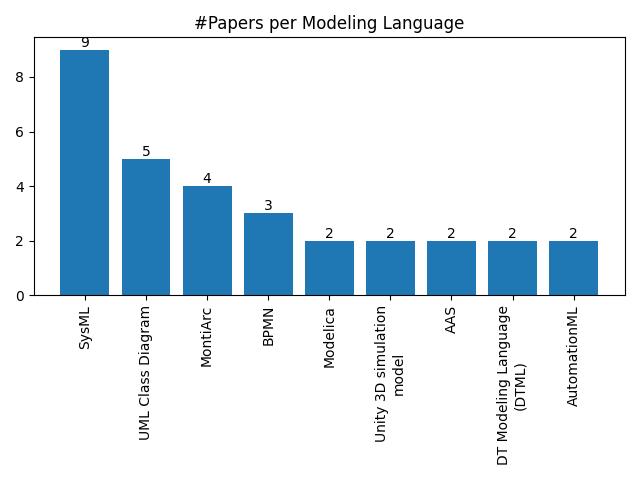 #Papers per Modeling Language
9
5
4
3
2
2
2
2
2
8
6
4
2
0
SysML
UML Class Diagram
MontiArc
BPMN
Modelica
Unity 3D simulation
model
AAS
DT Modeling Language
(DTML)
AutomationML